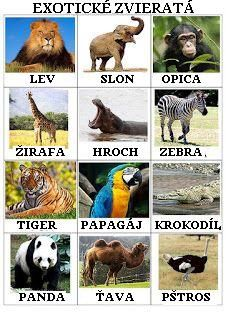 EXOTICKÉ ZVIERATÁ
LEV SLON OPICA
ŽIRAFA HROCH ZEBRA
TIGER PAPAGÁJ KROKODÍL
PANDA ŤAVA PŠTROS